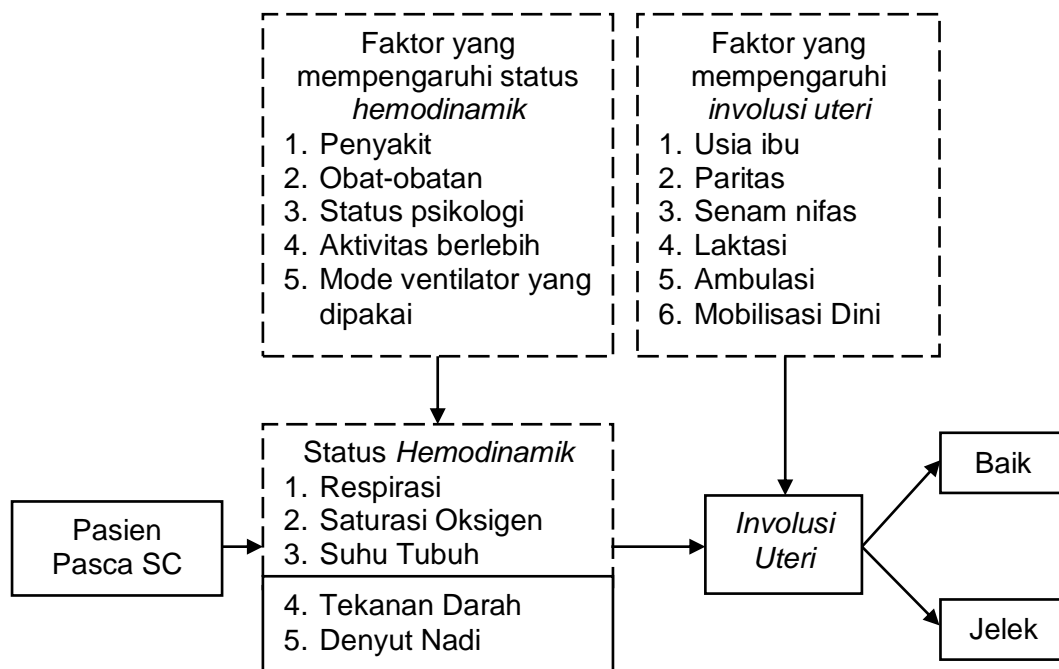 Faktor yang
mempengaruhi status
hemodinamik
1. Penyakit
2. Obat-obatan
3. Status psikologi
4. Aktivitas berlebih
5. Mode ventilator yang
dipakai
Faktor yang
mempengaruhi
involusi uteri
1. Usia ibu
2. Paritas
3. Senam nifas
4. Laktasi
5. Ambulasi
6. Mobilisasi Dini
Pasien
Pasca SC
Status Hemodinamik
1. Respirasi
2. Saturasi Oksigen
3. Suhu Tubuh
4. Tekanan Darah
5. Denyut Nadi
Involusi
Uteri
Baik
Jelek